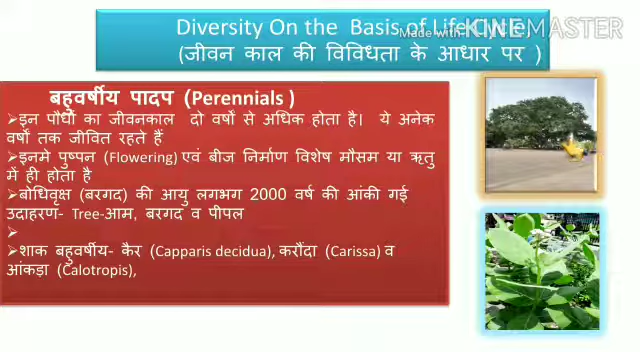 Diversity On the Basis of Life Cycle)
Made with KINEMASTER
(जीवन काल की विविधता के आधार पर )
बहुवर्षीय पादप (Perennials )
➢इन पौधों का जीवनकाल दो वर्षों से अधिक होता है। ये अनेक
वर्षों तक जीवित रहते हैं
➢इनमे पुष्पन (Flowering) एवं बीज निर्माण विशेष मौसम या ऋतु
में ही होता है
➢बोधिवृक्ष (बरगद) की आयु लगभग 2000 वर्ष की आंकी गई
उदाहरण- Tree-आम, बरगद व पीपल
➢
➢शाक बहुवर्षीय- कैर (Capparis decidua), करौंदा (Carissa) व
आंकड़ा (Calotropis),